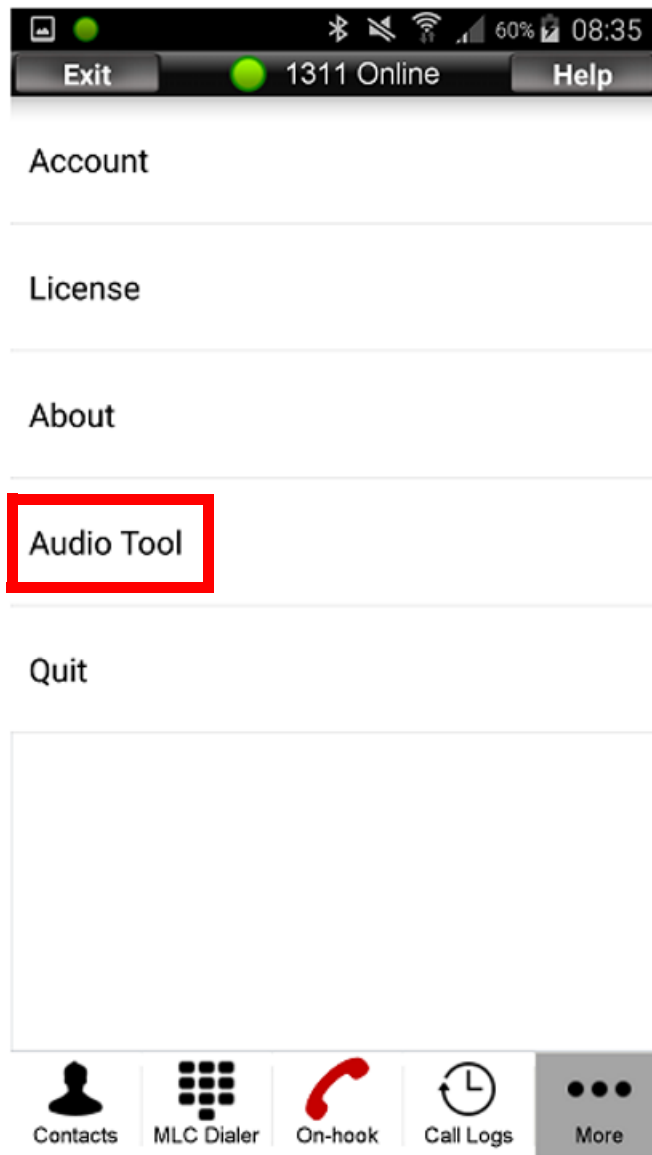 60% 08:35
Exit 1311 Online Help
Account
License
About
Audio Tool
Quit
Contacts MLC Dialer On-hook Call Logs More